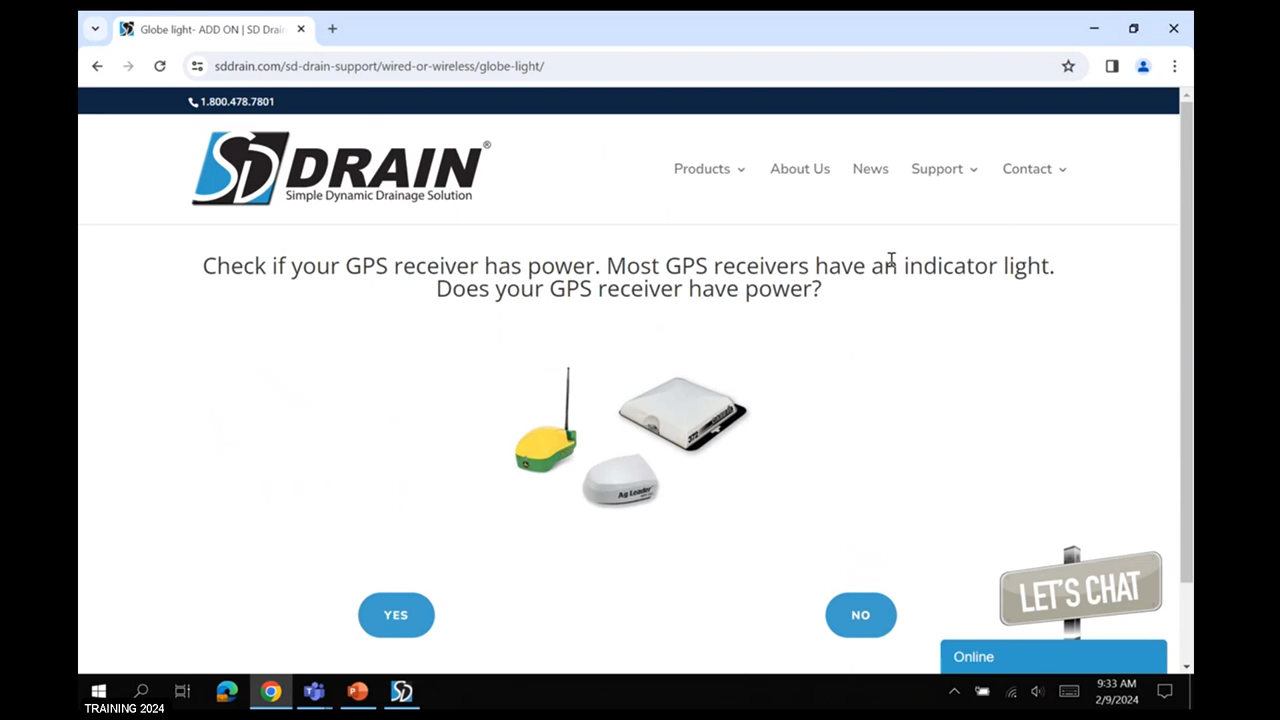 Globe light- ADD ON | SD Drain
sddrain.com/sd-drain-support/wired-or-wireless/globe-light/
1.800.478.7801
SD DRAIN®
Simple Dynamic Drainage Solution
Products
About Us
News
Support
Contact
Check if your GPS receiver has power. Most GPS receivers have an indicator light.
Does your GPS receiver have power?
372
Ag Leader
YES
NO
LET'S CHAT
Online
9:33 AM
2/9/2024
TRAINING 2024